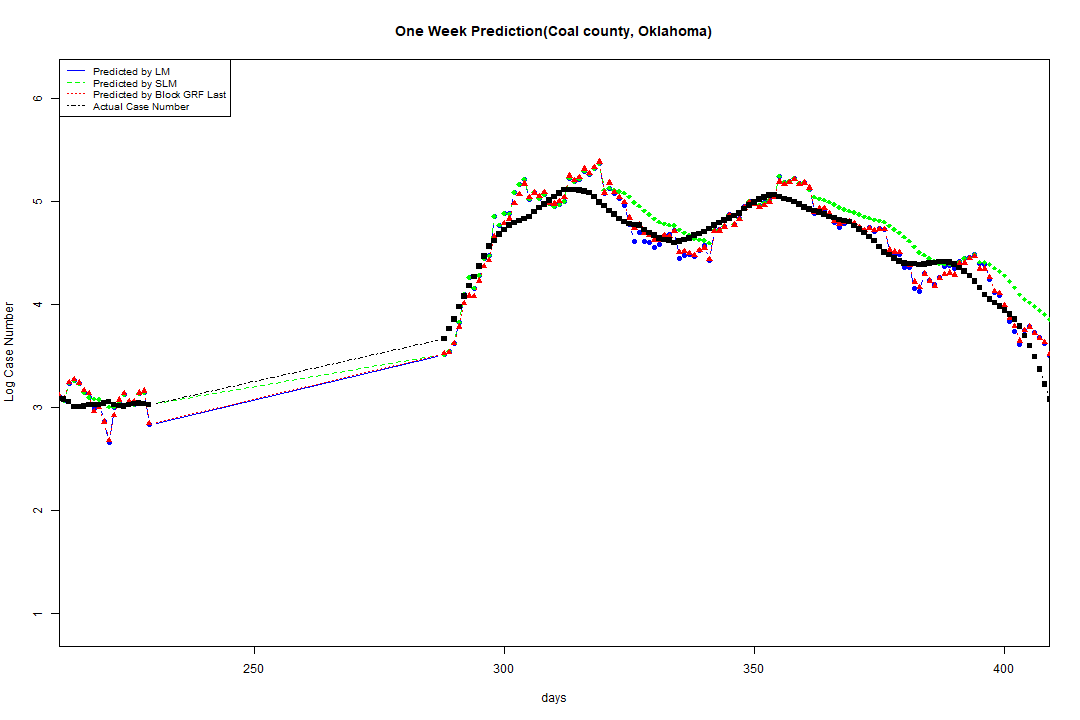 One Week Prediction(Coal county, Oklahoma)
Predicted by LM
Predicted by SLM
Predicted by Block GRF Last
Actual Case Number
6
5
4
3
2
1
Log Case Number
250
300
350
400
days